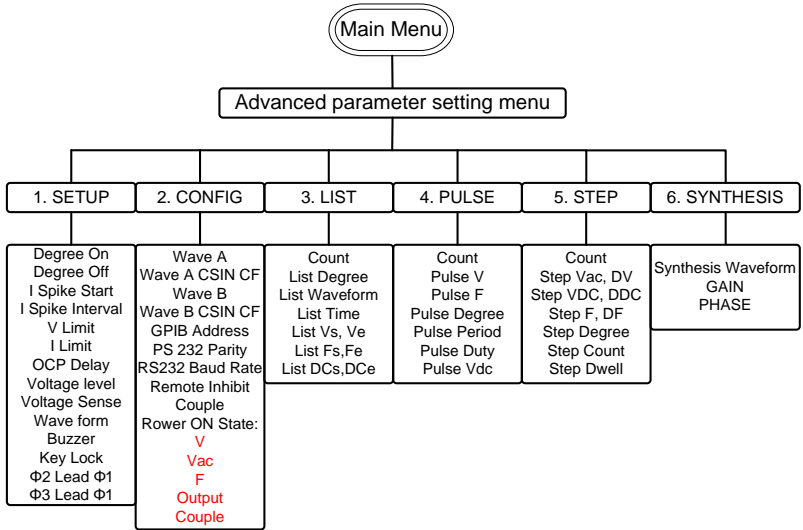 Main Menu
Advanced parameter setting menu
1. SETUP
Degree On
Degree Off
I Spike Start
I Spike Interval
V Limit
I Limit
OCP Delay
Voltage level
Voltage Sense
Wave form
Buzzer
Key Lock
Φ2 Lead Φ1
Φ3 Lead Φ1
2. CONFIG
Wave A
Wave A CSIN CF
Wave B
Wave B CSIN CF
GPIB Address
PS 232 Parity
RS232 Baud Rate
Remote Inhibit
Couple
Rower ON State:
V
Vac
F
Output
Couple
3. LIST
Count
List Degree
List Waveform
List Time
List Vs, Ve
List Fs,Fe
List DCs,DCe
4. PULSE
Count
Pulse V
Pulse F
Pulse Degree
Pulse Period
Pulse Duty
Pulse Vdc
5. STEP
Count
Step Vac, DV
Step VDC, DDC
Step F, DF
Step Degree
Step Count
Step Dwell
6. SYNTHESIS
Synthesis Waveform
GAIN
PHASE